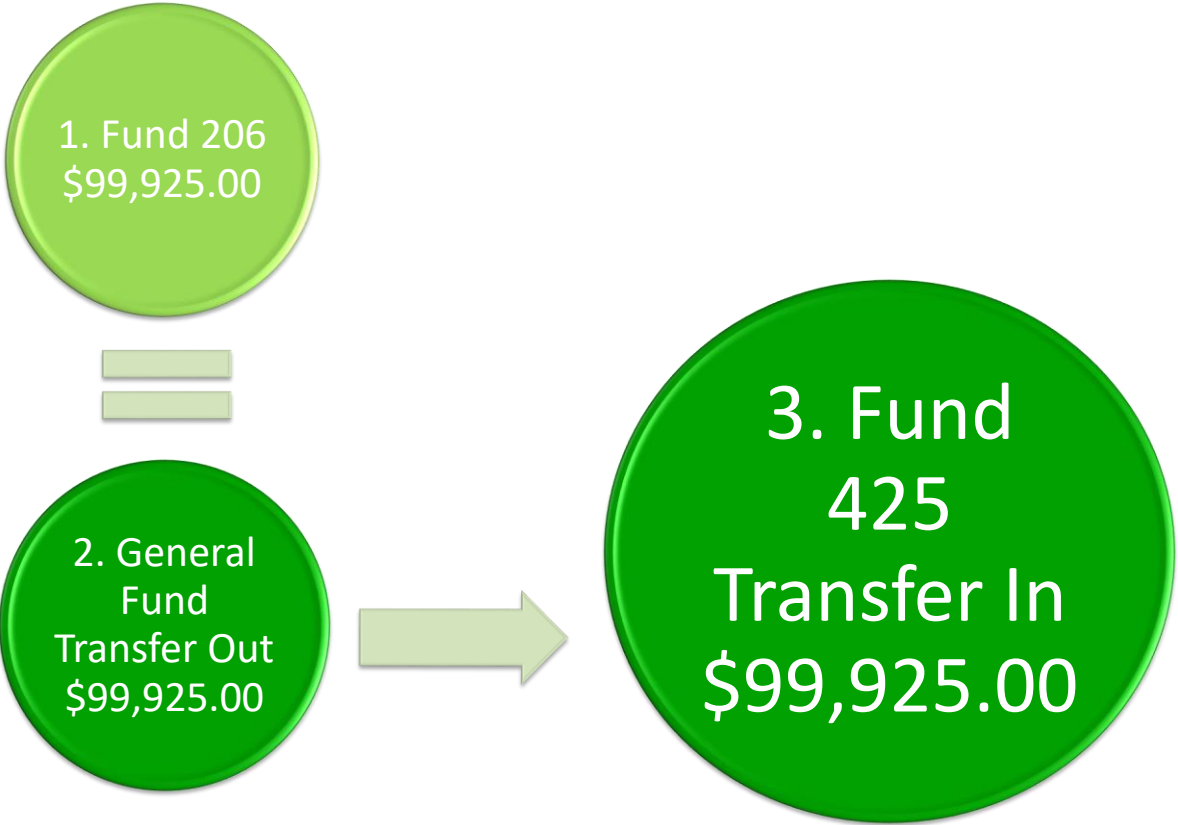 1. Fund 206
$99,925.00
2. General
Fund
Transfer Out
$99,925.00
3. Fund
425
Transfer In
$99,925.00